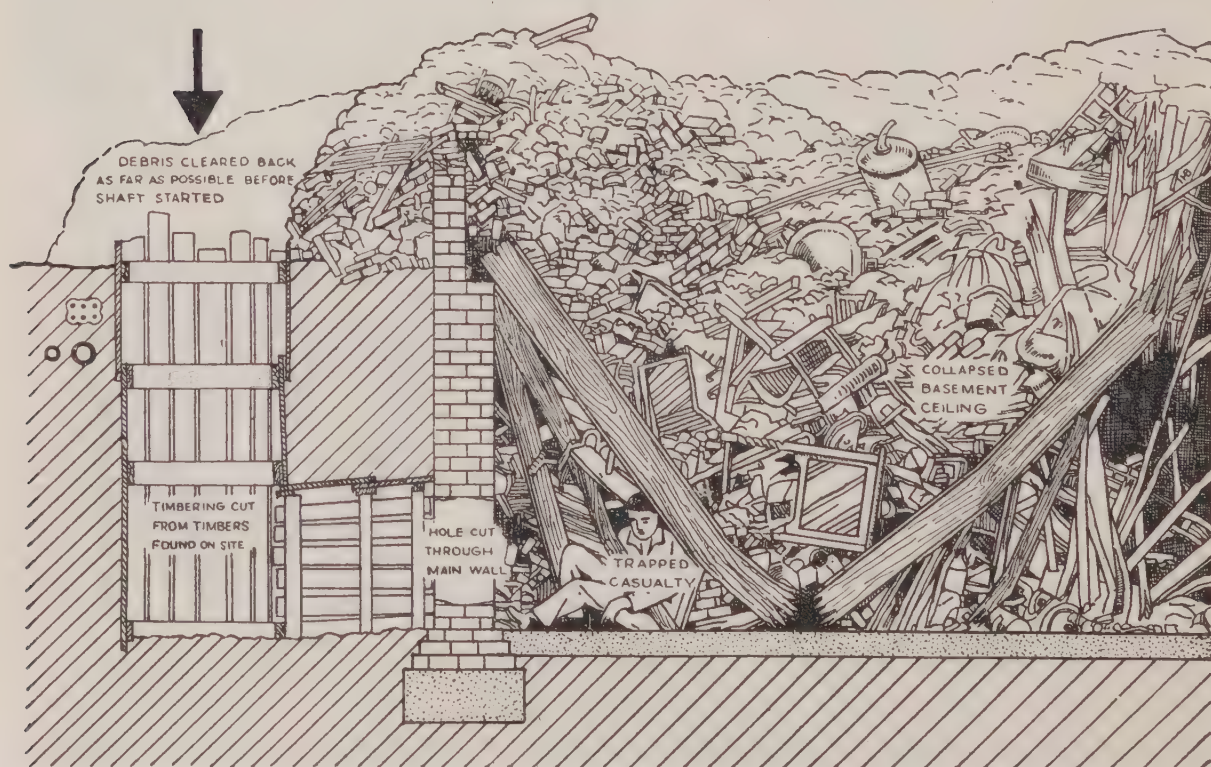 DEBRIS CLEARED BACK
AS FAR AS POSSIBLE BEFORE
SHAFT STARTED
TIMBERING CUT
FROM TIMBERS
FOUND ON SITE
HOLE CUT
THROUGH
MAIN WALL
TRAPPED
CASUALTY
COLLAPSED
BASEMENT
CEILING